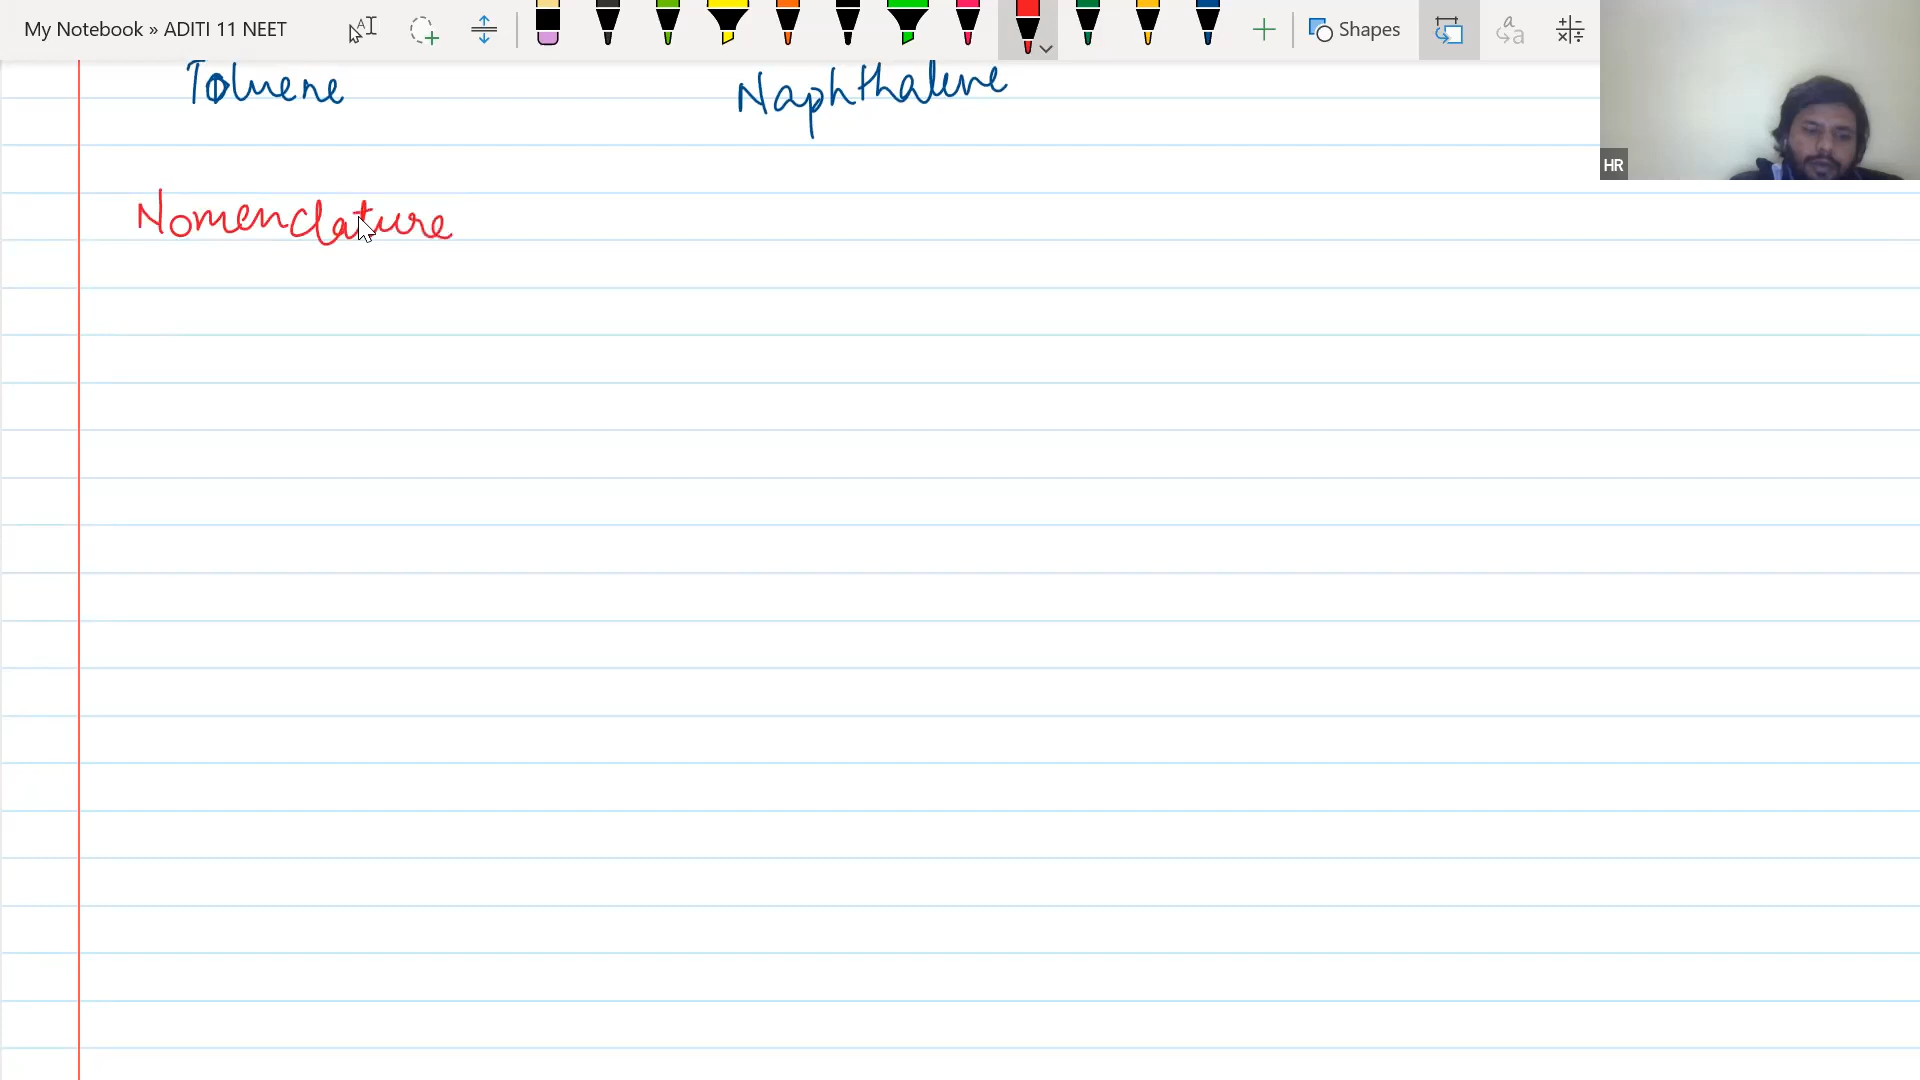 My Notebook » ADITI 11 NEET
Shapes
Toluene Naphthalene
HR
Nomenclature